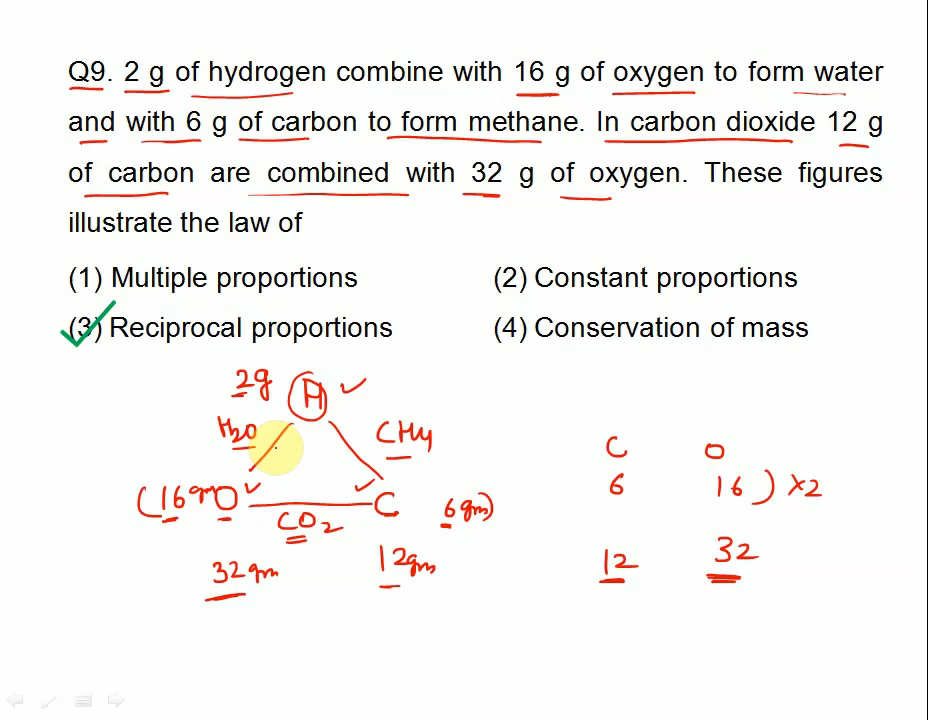 Q9. 2 g of hydrogen combine with 16 g of oxygen to form water
and with 6 g of carbon to form methane. In carbon dioxide 12 g
of carbon are combined with 32 g of oxygen. These figures
illustrate the law of
(1) Multiple proportions (2) Constant proportions
(3) Reciprocal proportions (4) Conservation of mass
2g H
H2O CH4
C O
(16gm O C 6gm)
6 16 ) ×2
CO2
32gm 12gm
12 32